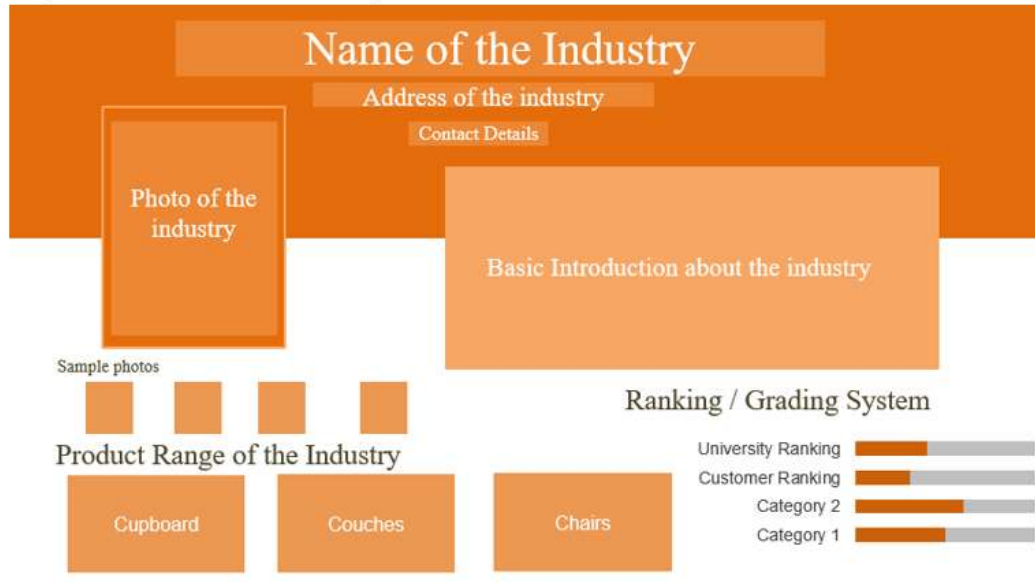 Name of the Industry
Address of the industry
Contact Details
Photo of the
industry
Basic Introduction about the industry
Sample photos
Product Range of the Industry
Cupboard
Couches
Chairs
Ranking / Grading System
University Ranking
Customer Ranking
Category 2
Category 1